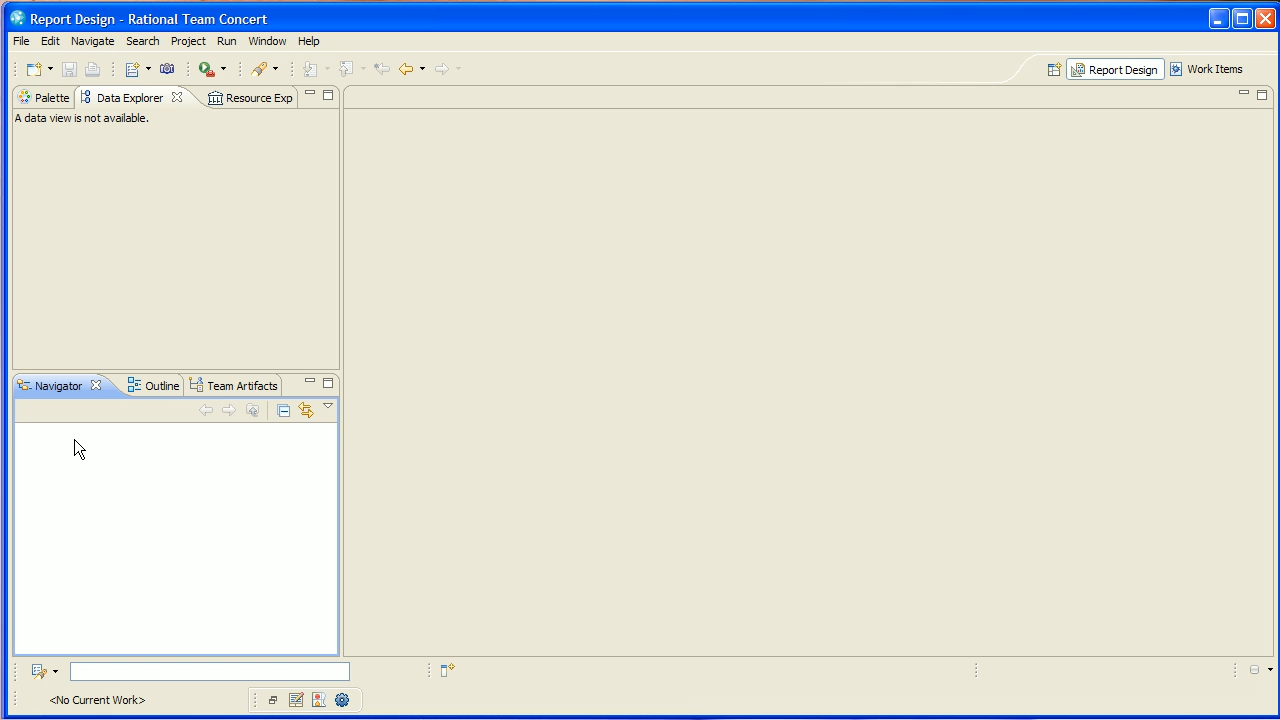 Report Design - Rational Team Concert
File Edit Navigate Search Project Run Window Help
Report Design Work Items
Palette Data Explorer Resource Exp
A data view is not available.
Navigator Outline Team Artifacts
<No Current Work>